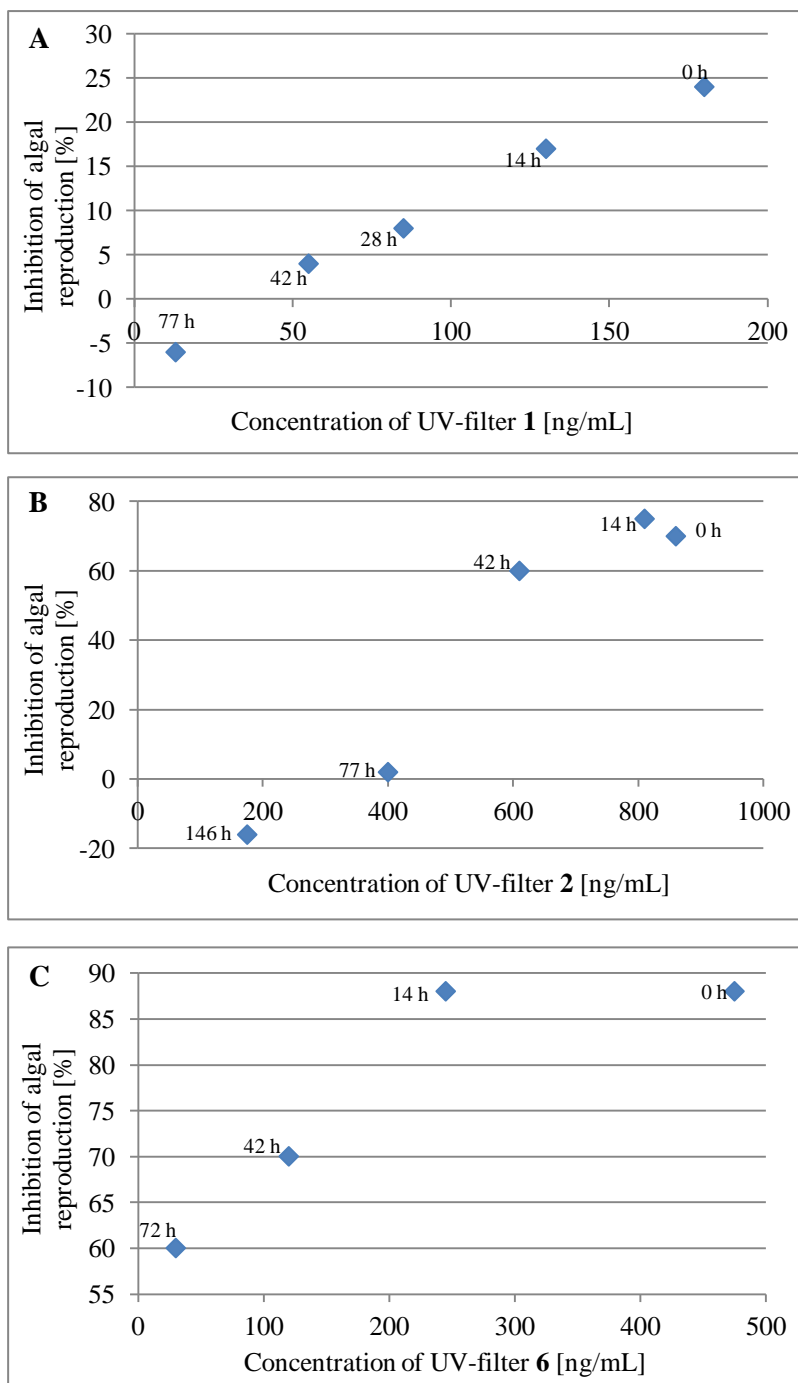 A
Inhibition of algal
reproduction [%]
30
25
20
15
10
5
0
-5
-10
0 h
14 h
28 h
42 h
77 h
0
50
100
150
200
Concentration of UV-filter 1 [ng/mL]
B
Inhibition of algal
reproduction [%]
80
60
40
20
0
-20
14 h
0 h
42 h
77 h
146 h
0
200
400
600
800
1000
Concentration of UV-filter 2 [ng/mL]
C
Inhibition of algal
reproduction [%]
90
85
80
75
70
65
60
55
14 h
0 h
42 h
72 h
0
100
200
300
400
500
Concentration of UV-filter 6 [ng/mL]